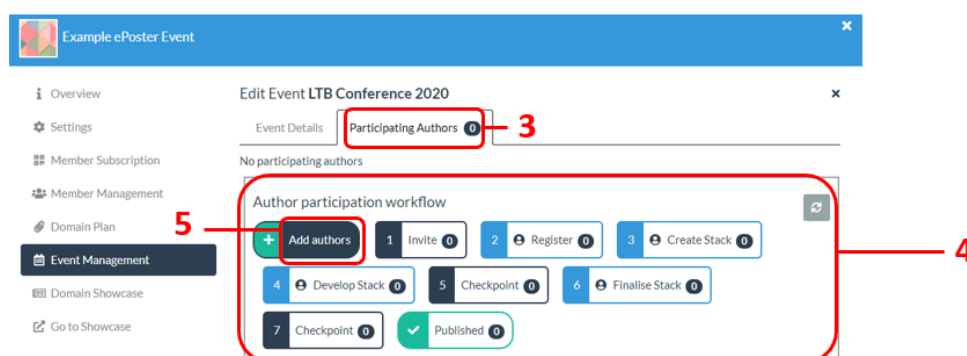 Example ePoster Event
×
Overview
Edit Event LTB Conference 2020
×
Settings
Event Details
Participating Authors 0
3
Member Subscription
No participating authors
Member Management
Author participation workflow
Domain Plan
5
+ Add authors
1 Invite 0
2 Register 0
3 Create Stack 0
4
Event Management
4 Develop Stack 0
5 Checkpoint 0
6 Finalise Stack 0
Domain Showcase
Go to Showcase
7 Checkpoint 0
Published 0